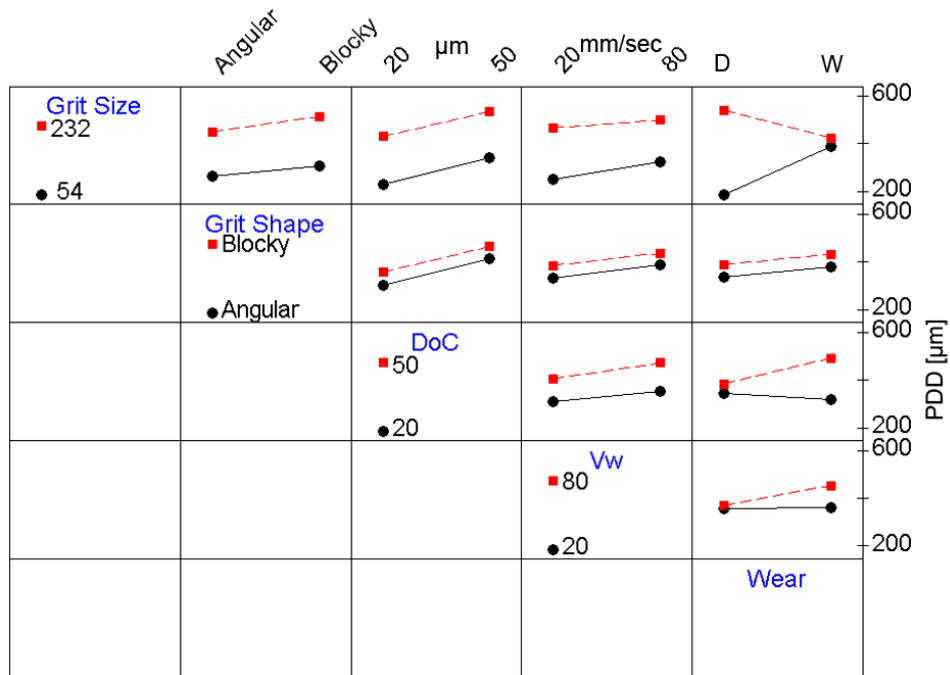 Angular Blocky 20 µm 50 20 mm/sec 80 D W
Grit Size
232
54
600
200
Grit Shape
Blocky
Angular
600
200
DoC
50
20
600
200
PDD [µm]
Vw
80
20
600
200
Wear